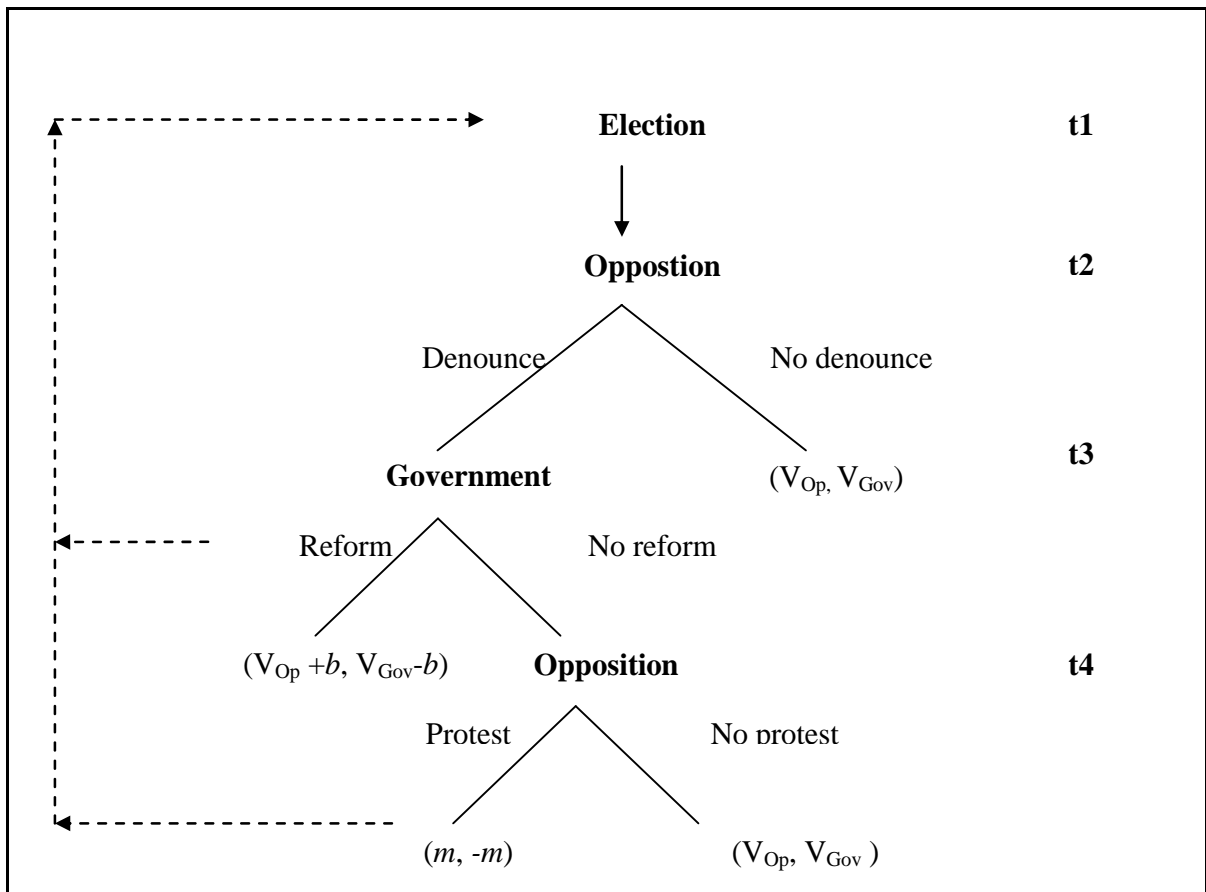 Election t1
Oppostion t2
Denounce No denounce
Government (V_Op, V_Gov) t3
Reform No reform
(V_Op +b, V_Gov-b) Opposition t4
Protest No protest
(m, -m) (V_Op, V_Gov )